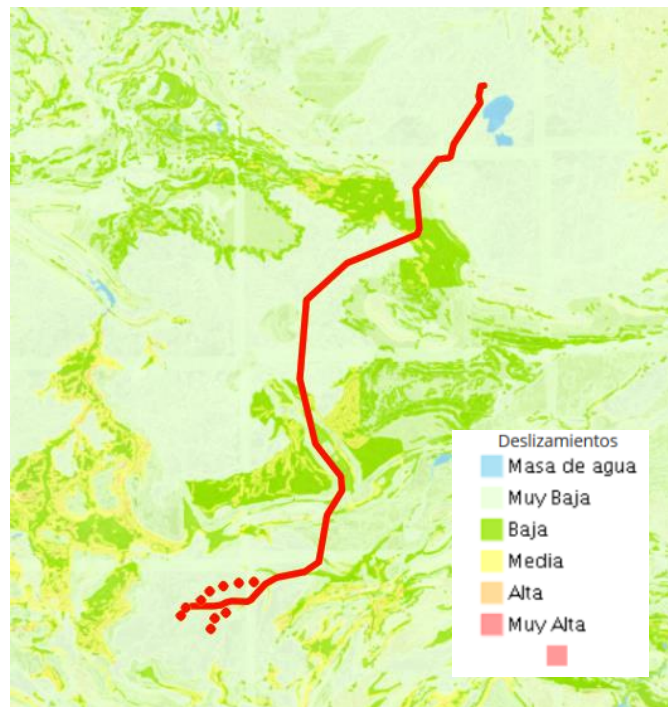 Deslizamientos
Masa de agua
Muy Baja
Baja
Media
Alta
Muy Alta